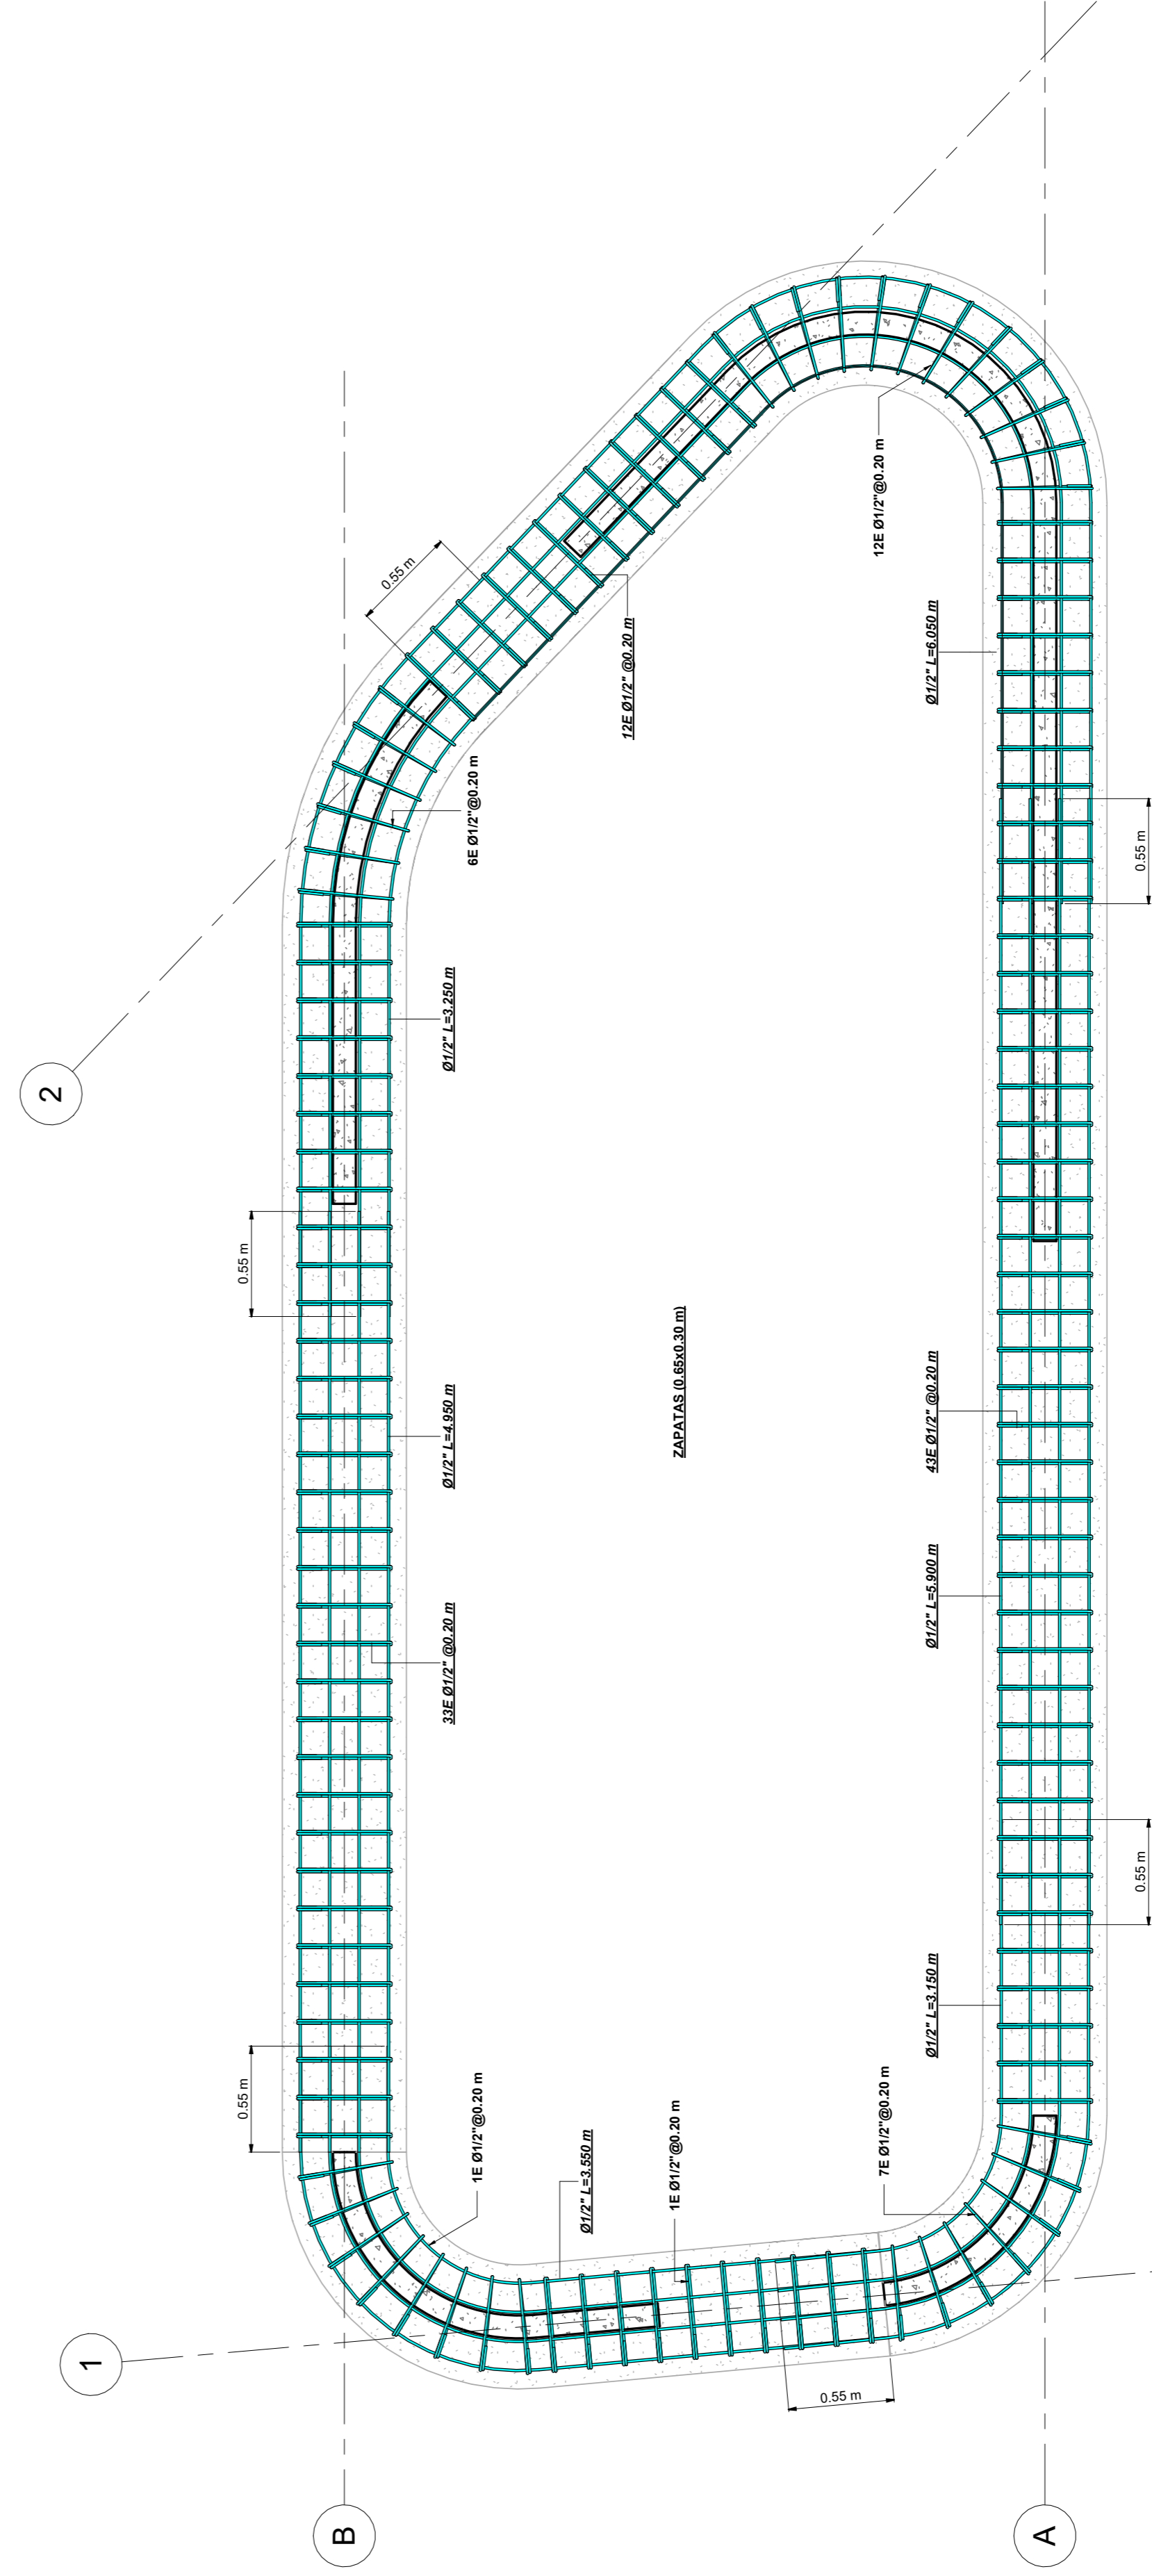 2
0.55 m
12E Ø1/2"@0.20 m
Ø1/2" L=6.050 m
12E Ø1/2" @0.20 m
6E Ø1/2"@0.20 m
0.55 m
Ø1/2" L=3.250 m
0.55 m
ZAPATAS (0.65x0.30 m)
43E Ø1/2" @0.20 m
Ø1/2" L=4.950 m
Ø1/2" L=5.900 m
33E Ø1/2" @0.20 m
0.55 m
Ø1/2" L=3.150 m
0.55 m
1E Ø1/2"@0.20 m
7E Ø1/2"@0.20 m
1E Ø1/2"@0.20 m
Ø1/2" L=3.550 m
1
0.55 m
B
A